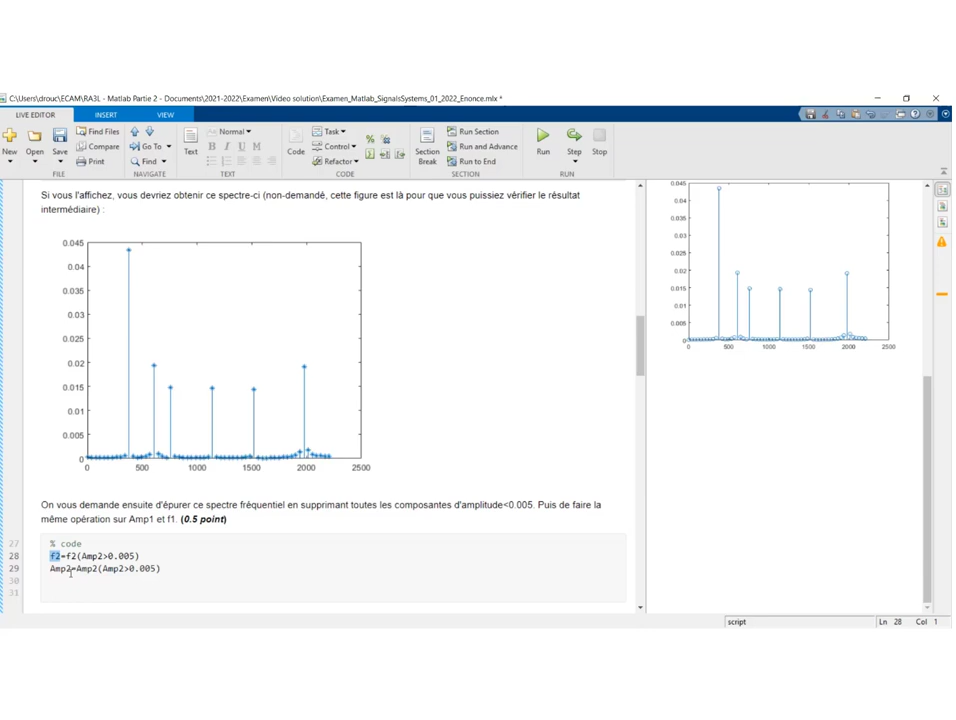 C:\Users\drouc\ECAM\RA3L - Matlab Partie 2 - Documents\2021-2022\Examen\Video solution\Examen_Matlab_SignalsSystems_01_2022_Enonce.mlx *
LIVE EDITOR INSERT VIEW
New Open Save Find Files Compare Print
Go To Find
Text Normal B I U M
Code Task Control Refactor
Section Break Run Section Run and Advance Run to End
Run Step Stop
FILE NAVIGATE TEXT CODE SECTION RUN
Si vous l'affichez, vous devriez obtenir ce spectre-ci (non-demandé, cette figure est là pour que vous puissiez vérifier le résultat
intermédiaire) :
0.045
0.04
0.035
0.03
0.025
0.02
0.015
0.01
0.005
0
0 500 1000 1500 2000 2500
On vous demande ensuite d'épurer ce spectre fréquentiel en supprimant toutes les composantes d'amplitude<0.005. Puis de faire la
même opération sur Amp1 et f1. (0.5 point)
27 % code
28 f2=f2(Amp2>0.005)
29 Amp2=Amp2(Amp2>0.005)
30
31
0.045
0.04
0.035
0.03
0.025
0.02
0.015
0.01
0.005
0
0 500 1000 1500 2000 2500
script Ln 28 Col 1